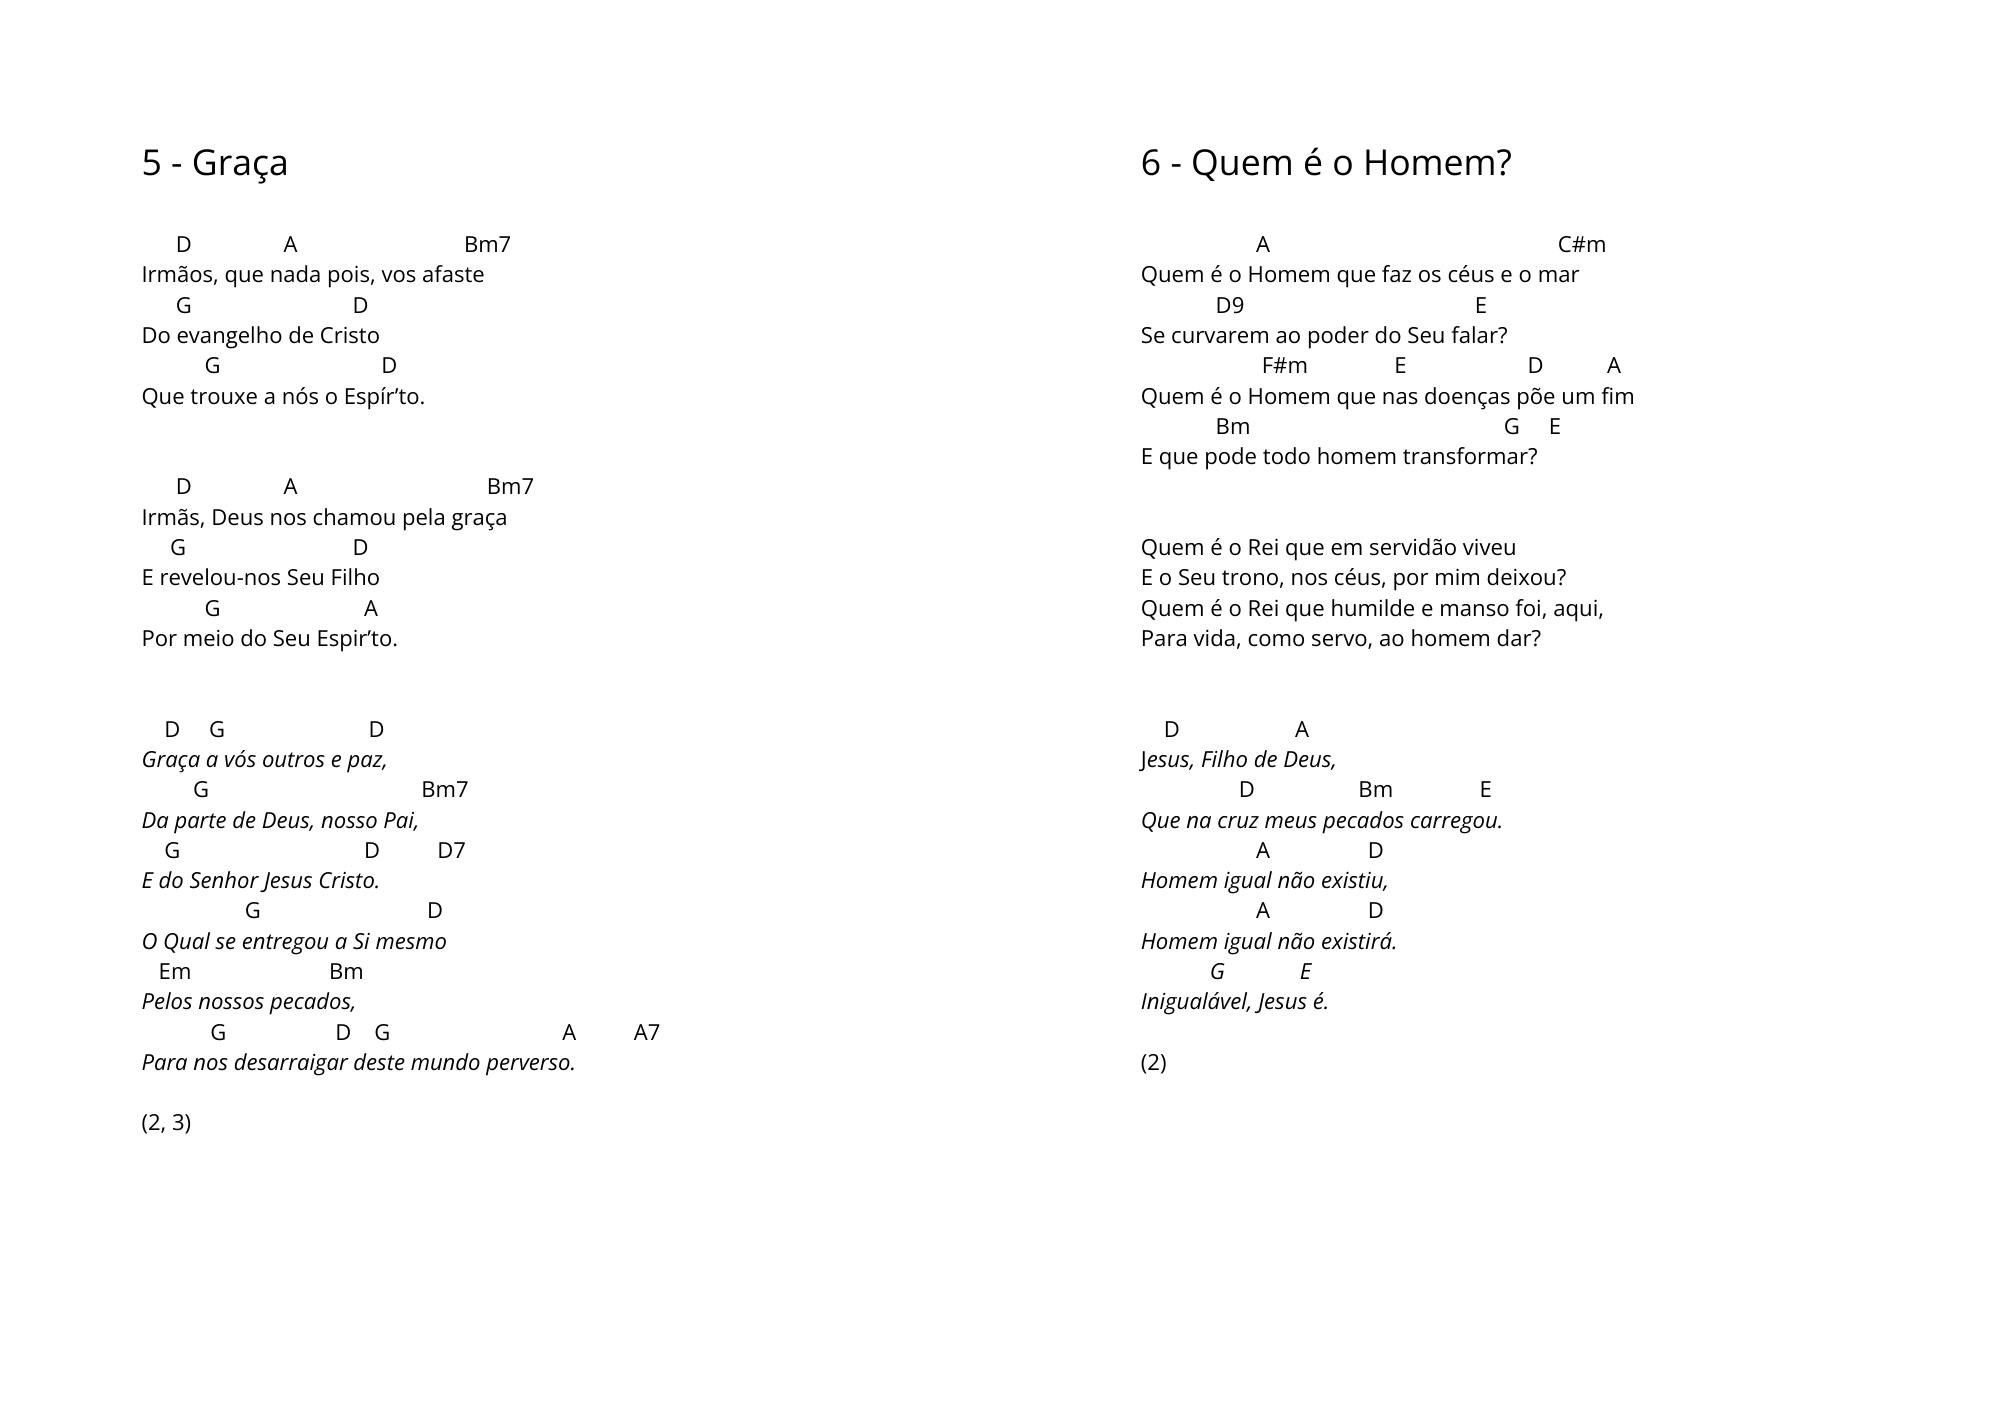 5 - Graça
D A Bm7
Irmãos, que nada pois, vos afaste
G D
Do evangelho de Cristo
G D
Que trouxe a nós o Espír’to.
D A Bm7
Irmãs, Deus nos chamou pela graça
G D
E revelou-nos Seu Filho
G A
Por meio do Seu Espir’to.
D G D
Graça a vós outros e paz,
G Bm7
Da parte de Deus, nosso Pai,
G D D7
E do Senhor Jesus Cristo.
G D
O Qual se entregou a Si mesmo
Em Bm
Pelos nossos pecados,
G D G A A7
Para nos desarraigar deste mundo perverso.
(2, 3)
6 - Quem é o Homem?
A C#m
Quem é o Homem que faz os céus e o mar
D9 E
Se curvarem ao poder do Seu falar?
F#m E D A
Quem é o Homem que nas doenças põe um fim
Bm G E
E que pode todo homem transformar?
Quem é o Rei que em servidão viveu
E o Seu trono, nos céus, por mim deixou?
Quem é o Rei que humilde e manso foi, aqui,
Para vida, como servo, ao homem dar?
D A
Jesus, Filho de Deus,
D Bm E
Que na cruz meus pecados carregou.
A D
Homem igual não existiu,
A D
Homem igual não existirá.
G E
Inigualável, Jesus é.
(2)